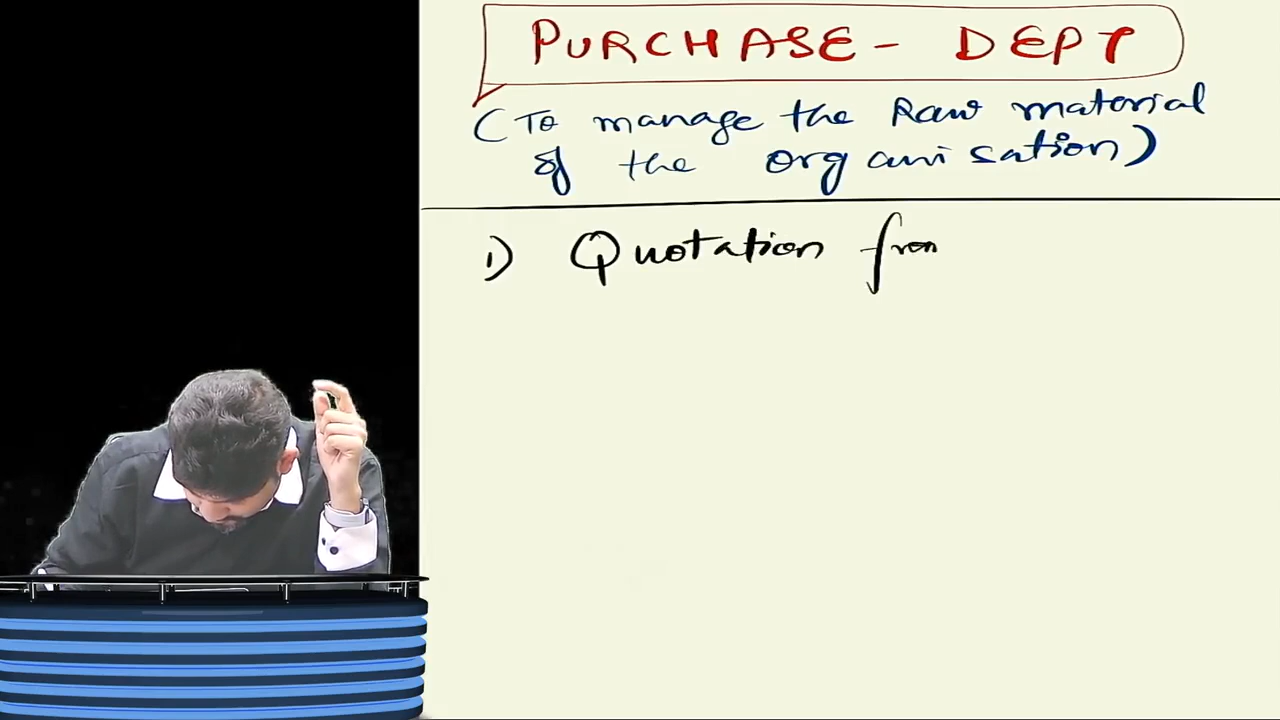 PURCHASE - DEPT
(To manage the Raw material
of the organisation)
1) Quotation from